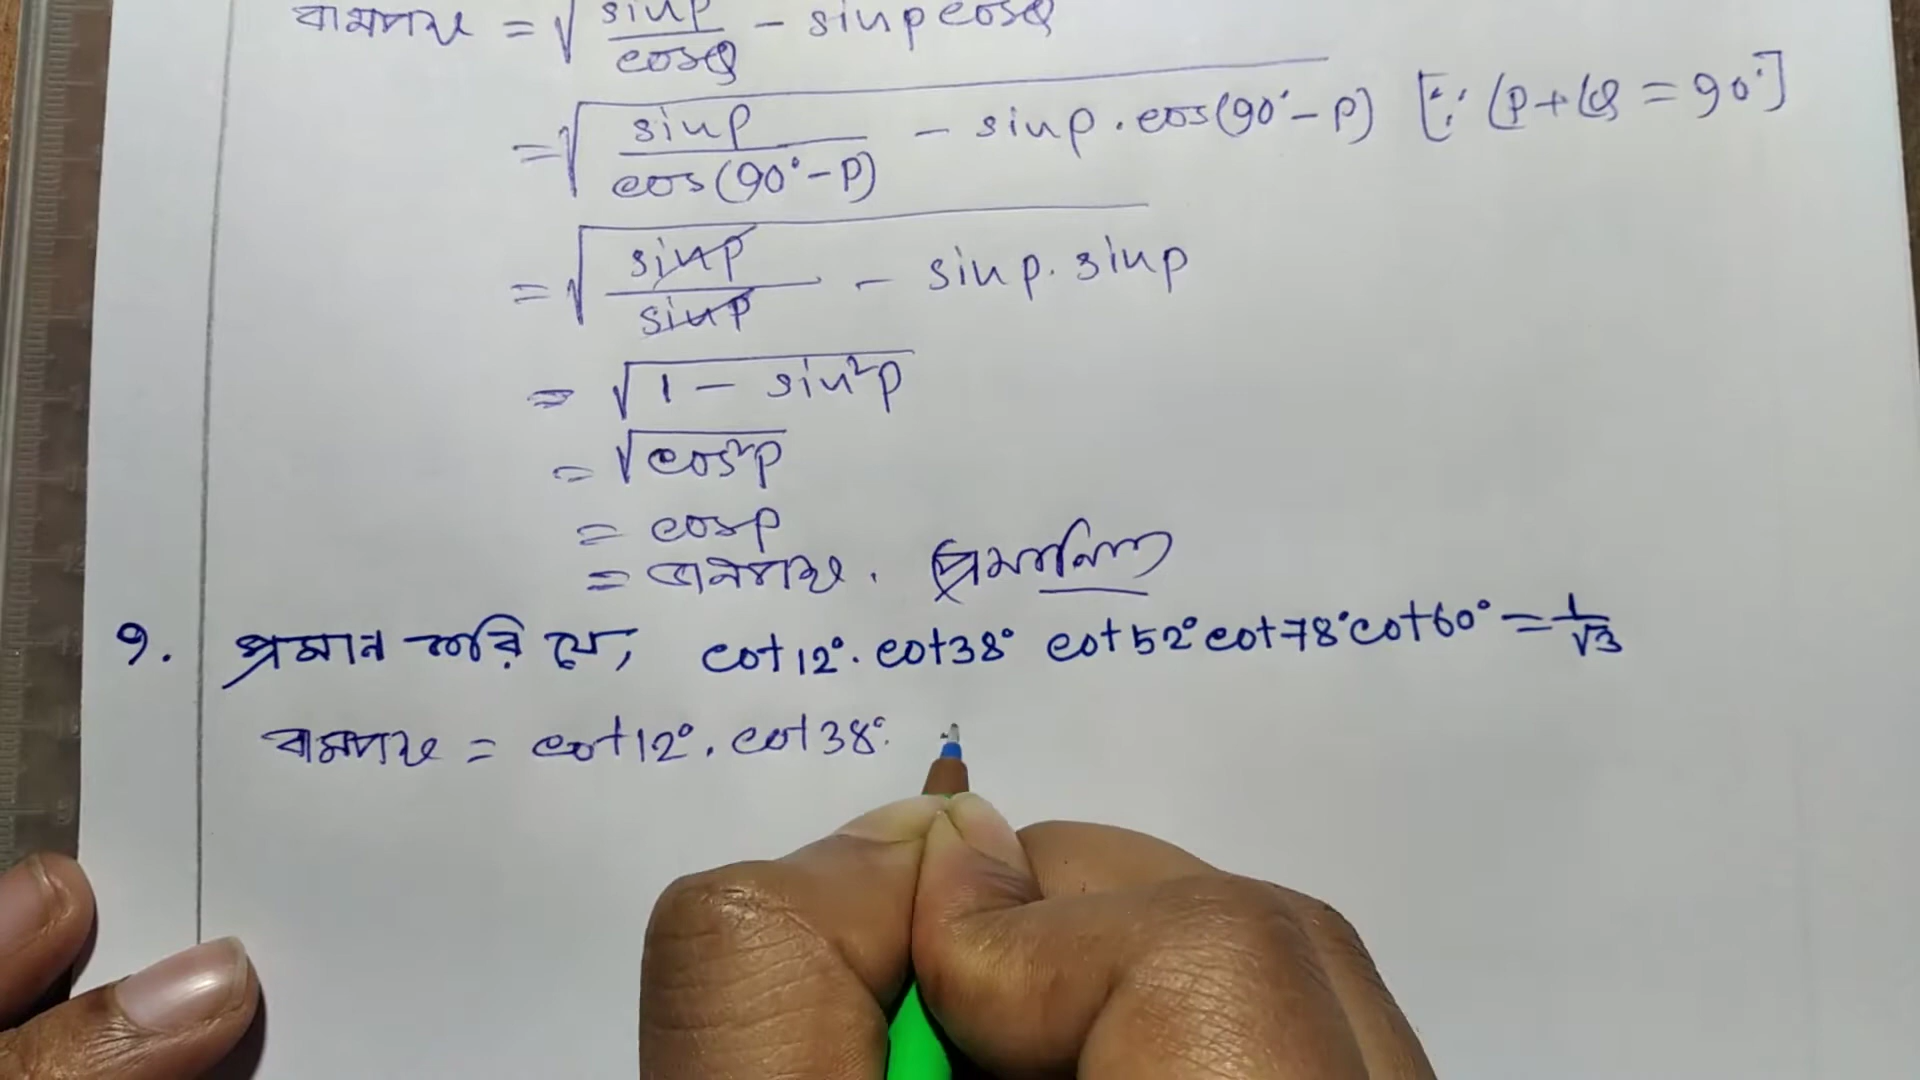 বামপক্ষ = √(sinp/cosQ - sinp cosQ
= √(sinp/cos(90°-p) - sinp.cos(90°-p) [∵ (p+Q = 90°]
= √(sinp/sinp - sinp.sinp
= √1 - sin²p
= √cos²p
= cosp
= ডানপক্ষ. প্রমানিত
9. প্রমান করি যে, cot12°. cot38° cot52° cot78° cot60° = 1/√3
বামপক্ষ = cot12°. cot38°.